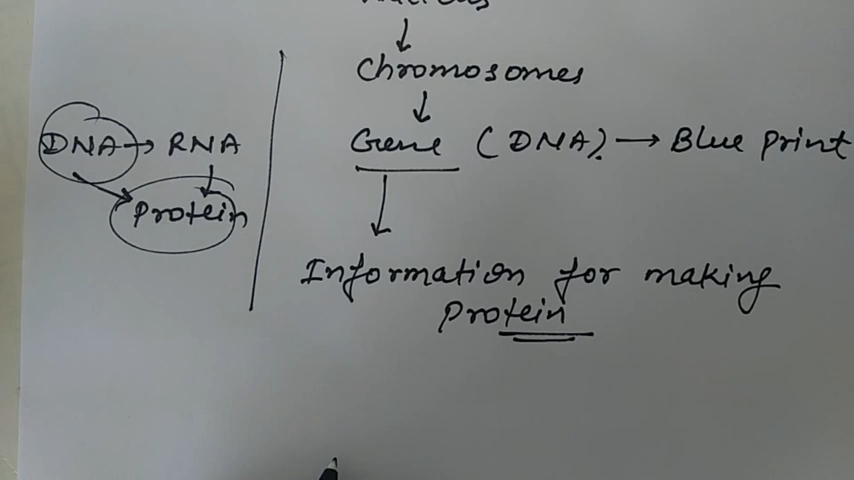 Chromosomes
DNA → RNA
Gene (DNA). → Blue Print
Protein
Information for making
Protein